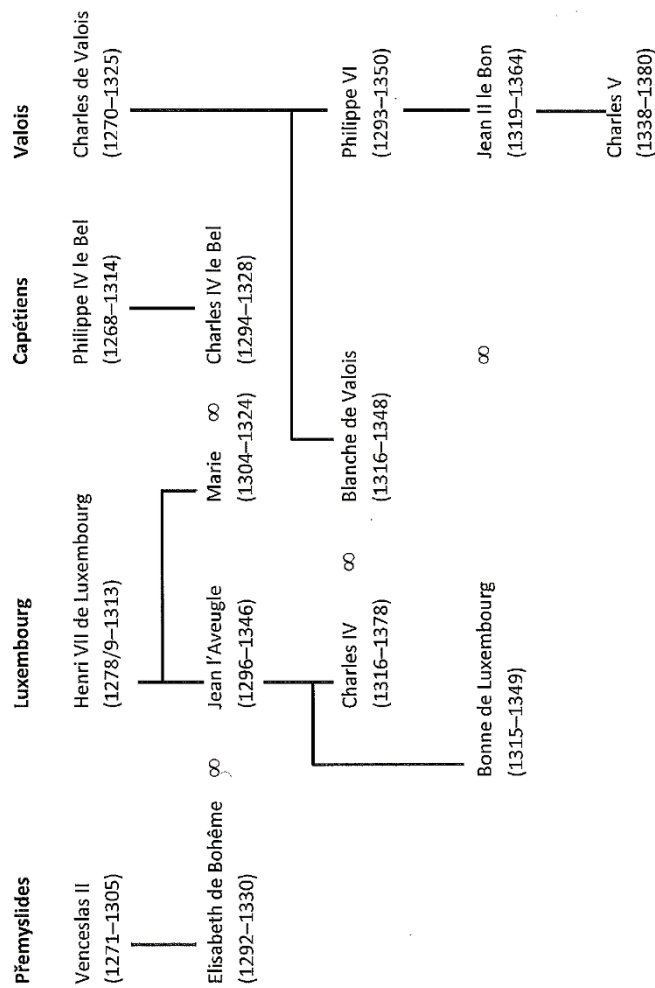 Přemyslides
Luxembourg
Capétiens
Valois
Venceslas II
(1271–1305)
Henri VII de Luxembourg
(1278/9–1313)
Philippe IV le Bel
(1268–1314)
Charles de Valois
(1270–1325)
Elisabeth de Bohême
(1292–1330)
∞
Jean l’Aveugle
(1296–1346)
Marie
(1304–1324)
∞
Charles IV le Bel
(1294–1328)
Charles IV
(1316–1378)
∞
Blanche de Valois
(1316–1348)
Philippe VI
(1293–1350)
Bonne de Luxembourg
(1315–1349)
∞
Jean II le Bon
(1319–1364)
Charles V
(1338–1380)